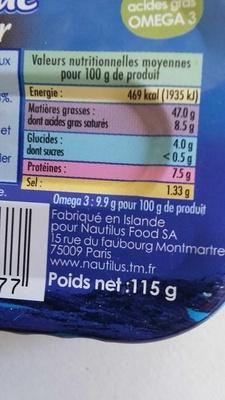 acides gras
OMEGA 3
Valeurs nutritionnelles moyennes
pour 100 g de produit
Energie : 469 kcal (1935 kJ)
Matières grasses : 47.0 g
dont acides gras saturés 8.5 g
Glucides : 4.0 g
dont sucres < 0.5 g
Protéines : 7.5 g
Sel : 1.33 g
Omega 3 : 9.9 g pour 100 g de produit
Fabriqué en Islande
pour Nautilus Food SA
15 rue du faubourg Montmartre
75009 Paris
www.nautilus.tm.fr
Poids net :115 g